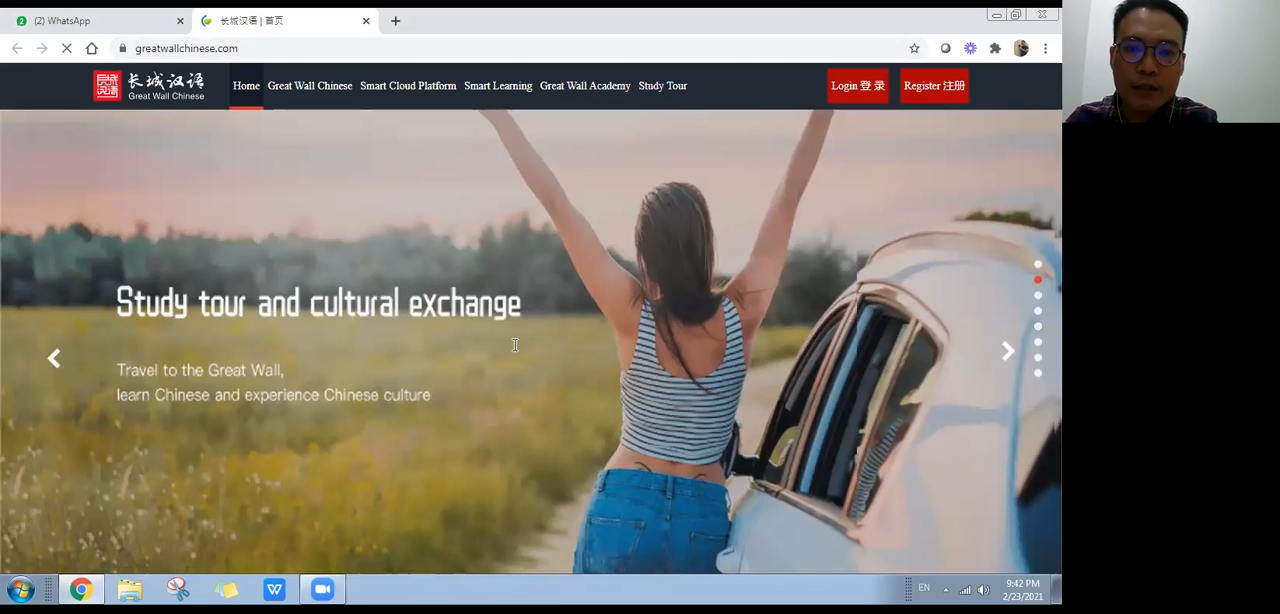 (2) WhatsApp
长城汉语 | 首页
greatwallchinese.com
长城汉语
Great Wall Chinese
Home
Great Wall Chinese
Smart Cloud Platform
Smart Learning
Great Wall Academy
Study Tour
Login 登 录
Register 注册
Study tour and cultural exchange
Travel to the Great Wall,
learn Chinese and experience Chinese culture
EN
9:42 PM
2/23/2021